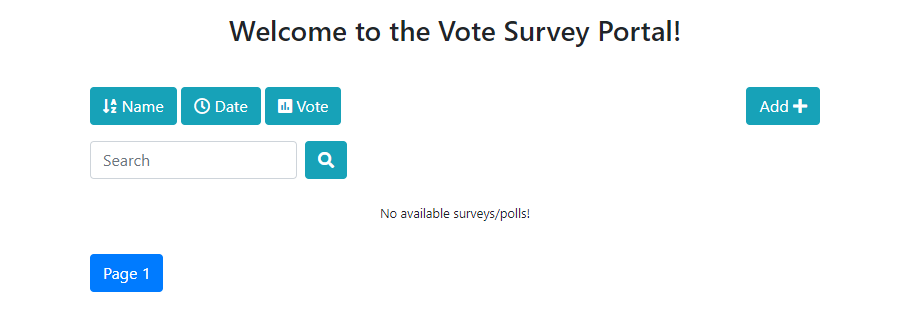 Welcome to the Vote Survey Portal!
Name Date Vote Add
Search
No available surveys/polls!
Page 1